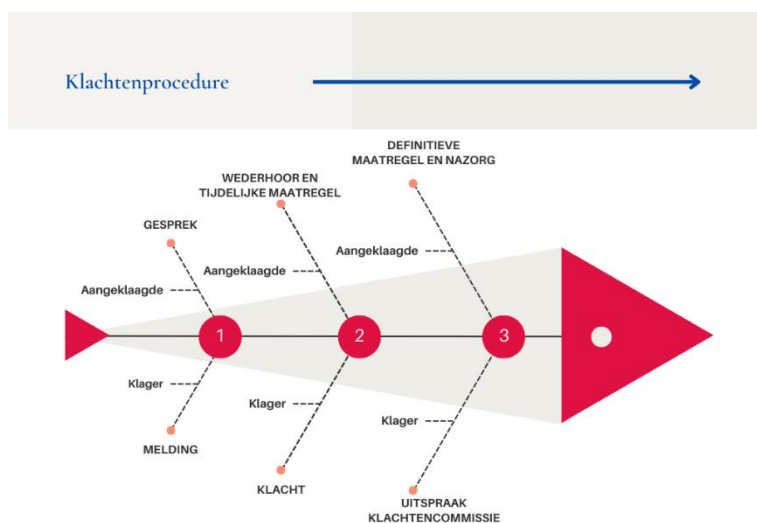 Klachtenprocedure
DEFINITIEVE
MAATREGEL EN NAZORG
WEDERHOOR EN
TIJDELIJKE MAATREGEL
GESPREK
Aangeklaagde
Aangeklaagde
Aangeklaagde
1
2
3
Klager
Klager
Klager
MELDING
KLACHT
UITSPRAAK
KLACHTENCOMMISSIE